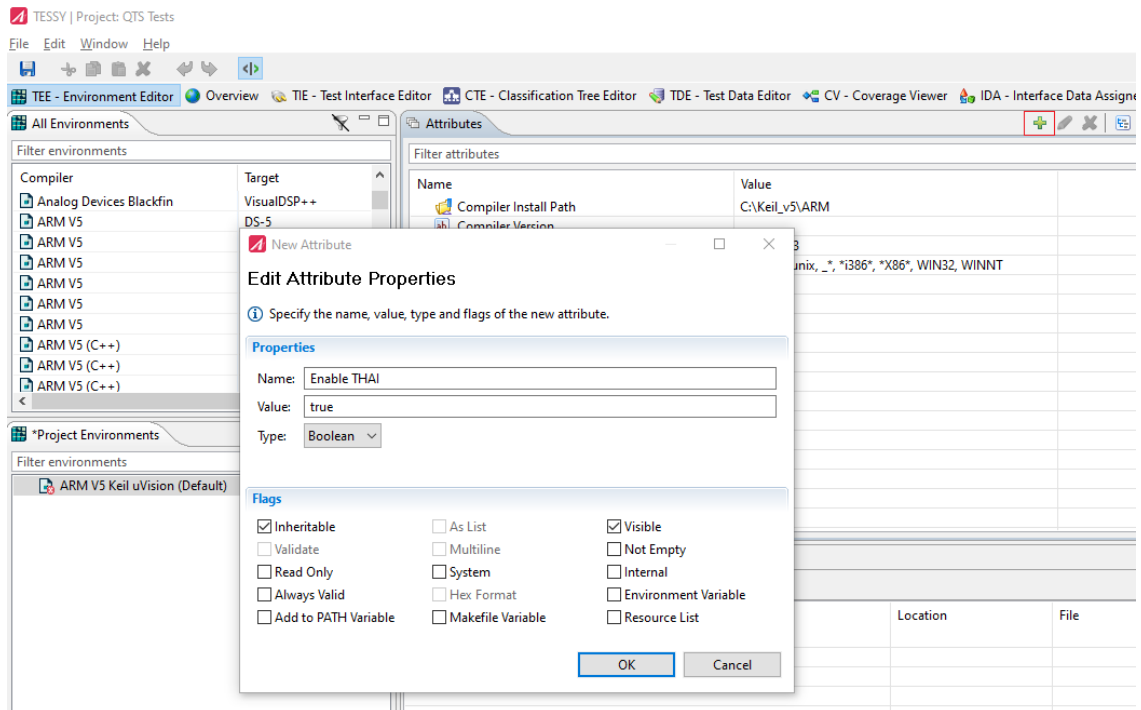 TESSY | Project: QTS Tests
File Edit Window Help
TEE - Environment Editor Overview TIE - Test Interface Editor CTE - Classification Tree Editor TDE - Test Data Editor CV - Coverage Viewer IDA - Interface Data Assigne
All Environments
Filter environments
Compiler Target
Analog Devices Blackfin VisualDSP++
ARM V5 DS-5
ARM V5
ARM V5
ARM V5
ARM V5
ARM V5
ARM V5 (C++)
ARM V5 (C++)
ARM V5 (C++)
*Project Environments
Filter environments
ARM V5 Keil uVision (Default)
Attributes
Filter attributes
Name Value
Compiler Install Path C:\Keil_v5\ARM
Compiler Version
unix, _*, *i386*, *X86*, WIN32, WINNT
New Attribute
Edit Attribute Properties
Specify the name, value, type and flags of the new attribute.
Properties
Name: Enable THAI
Value: true
Type: Boolean
Flags
Inheritable As List Visible
Validate Multiline Not Empty
Read Only System Internal
Always Valid Hex Format Environment Variable
Add to PATH Variable Makefile Variable Resource List
OK Cancel
Location File